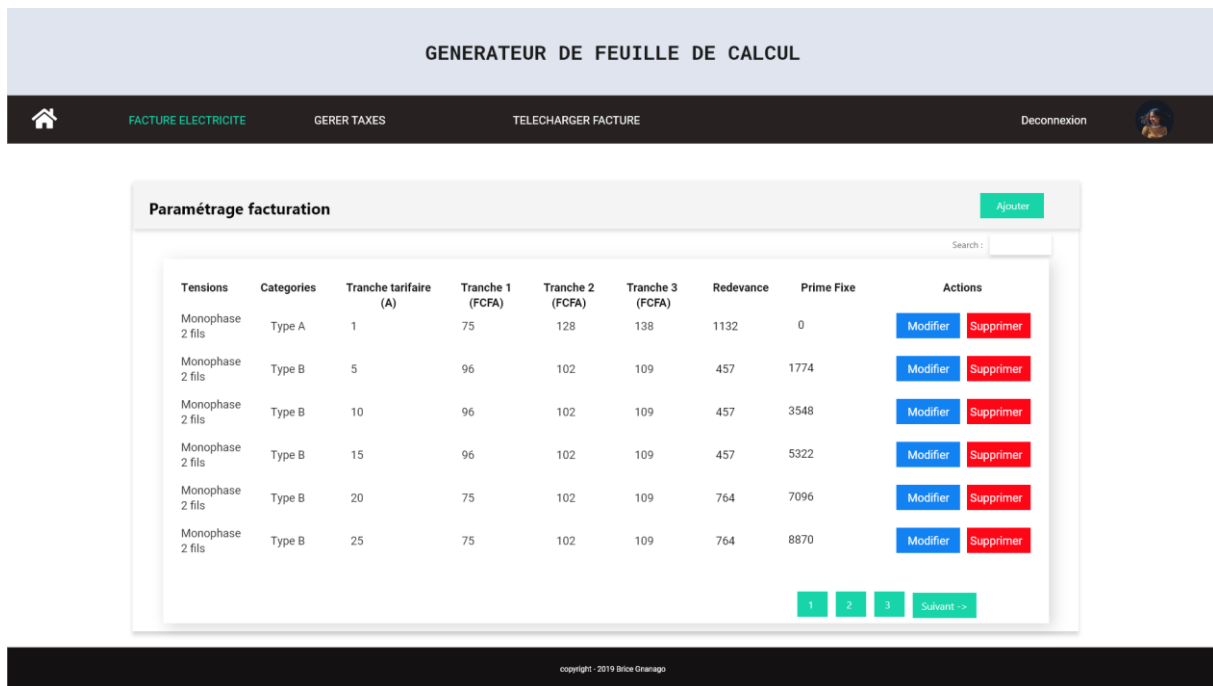 GENERATEUR DE FEUILLE DE CALCUL
FACTURE ELECTRICITE GERER TAXES TELECHARGER FACTURE Deconnexion
Paramétrage facturation Ajouter
Search :
Tensions Categories Tranche tarifaire (A) Tranche 1 (FCFA) Tranche 2 (FCFA) Tranche 3 (FCFA) Redevance Prime Fixe Actions
Monophase 2 fils Type A 1 75 128 138 1132 0 Modifier Supprimer
Monophase 2 fils Type B 5 96 102 109 457 1774 Modifier Supprimer
Monophase 2 fils Type B 10 96 102 109 457 3548 Modifier Supprimer
Monophase 2 fils Type B 15 96 102 109 457 5322 Modifier Supprimer
Monophase 2 fils Type B 20 75 102 109 764 7096 Modifier Supprimer
Monophase 2 fils Type B 25 75 102 109 764 8870 Modifier Supprimer
1 2 3 Suivant ->
copyright - 2019 Brice Gnanago